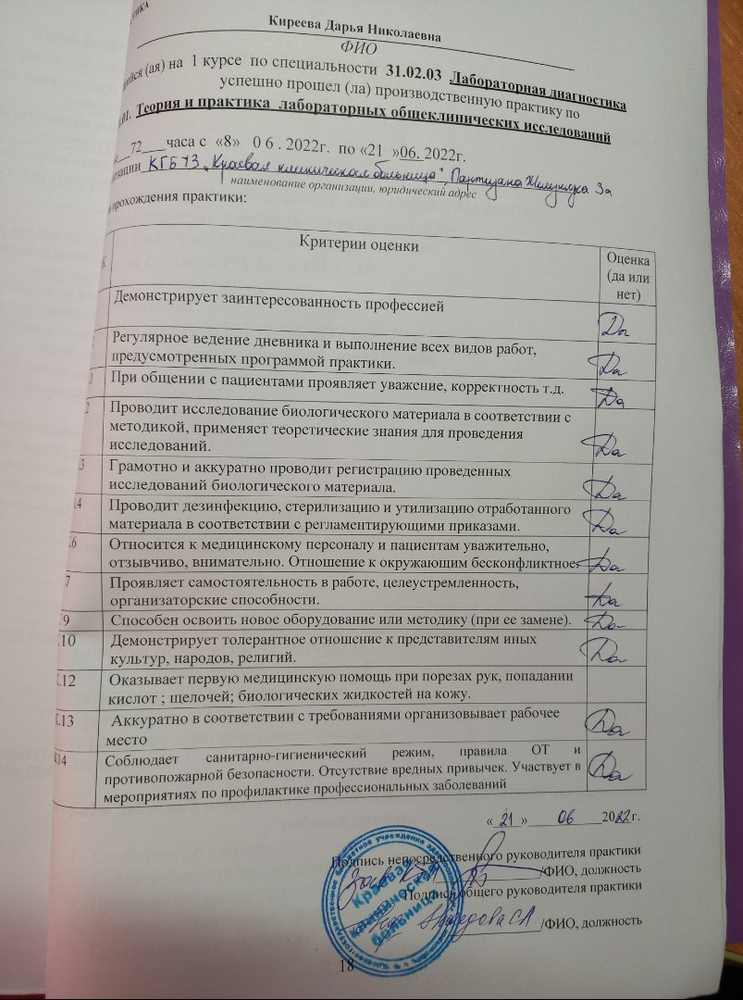 ТИКА
Киреева Дарья Николаевна
ФИО
щийся (ая) на 1 курсе по специальности 31.02.03 Лабораторная диагностика
успешно прошел (ла) производственную практику по
.01. Теория и практика лабораторных общеклинических исследований
72 часа с «8» 06 . 2022г. по «21 »06. 2022г.
изации КГБУЗ „Краевая клиническая больница", Партизана Железняка 3а
наименование организации, юридический адрес
прохождения практики:
К
Критерии оценки
Оценка
(да или
нет)
Демонстрирует заинтересованность профессией
Да
Регулярное ведение дневника и выполнение всех видов работ,
предусмотренных программой практики.
Да
.1 При общении с пациентами проявляет уважение, корректность т.д.
Да
2 Проводит исследование биологического материала в соответствии с
методикой, применяет теоретические знания для проведения
исследований.
Да
.3 Грамотно и аккуратно проводит регистрацию проведенных
исследований биологического материала.
Да
.4 Проводит дезинфекцию, стерилизацию и утилизацию отработанного
материала в соответствии с регламентирующими приказами.
Да
.6 Относится к медицинскому персоналу и пациентам уважительно,
отзывчиво, внимательно. Отношение к окружающим бесконфликтное.
Да
7 Проявляет самостоятельность в работе, целеустремленность,
организаторские способности.
Да
9 Способен освоить новое оборудование или методику (при ее замене).
Да
.10 Демонстрирует толерантное отношение к представителям иных
культур, народов, религий.
Да
.12 Оказывает первую медицинскую помощь при порезах рук, попадании
кислот ; щелочей; биологических жидкостей на кожу.
.13 Аккуратно в соответствии с требованиями организовывает рабочее
место
Да
14 Соблюдает санитарно-гигиенический режим, правила ОТ и
противопожарной безопасности. Отсутствие вредных привычек. Участвует в
мероприятиях по профилактике профессиональных заболеваний
Да
« 21 » 06 2022г.
Подпись непосредственного руководителя практики
/ФИО, должность
Подпись общего руководителя практики
/ФИО, должность
Краевая
клиническая
больница
18